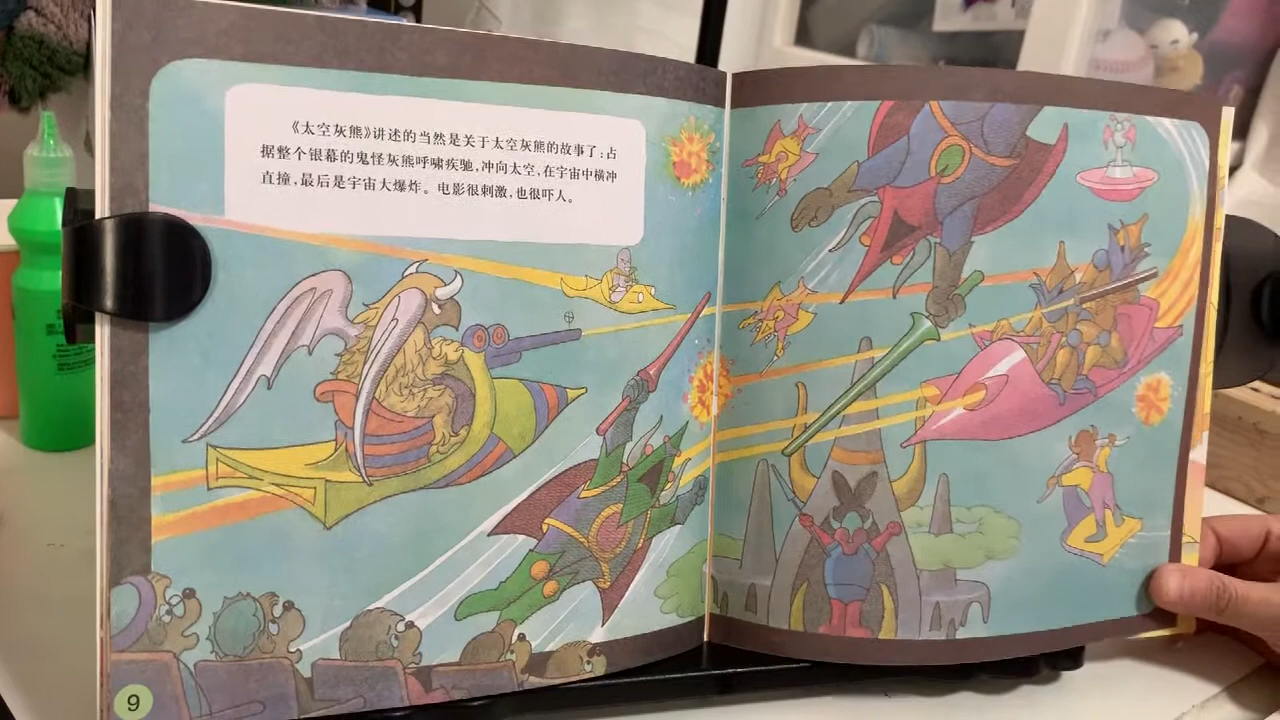 《太空灰熊》讲述的当然是关于太空灰熊的故事了：占
据整个银幕的鬼怪灰熊呼啸疾驰，冲向太空，在宇宙中横冲
直撞，最后是宇宙大爆炸。电影很刺激，也很吓人。
9